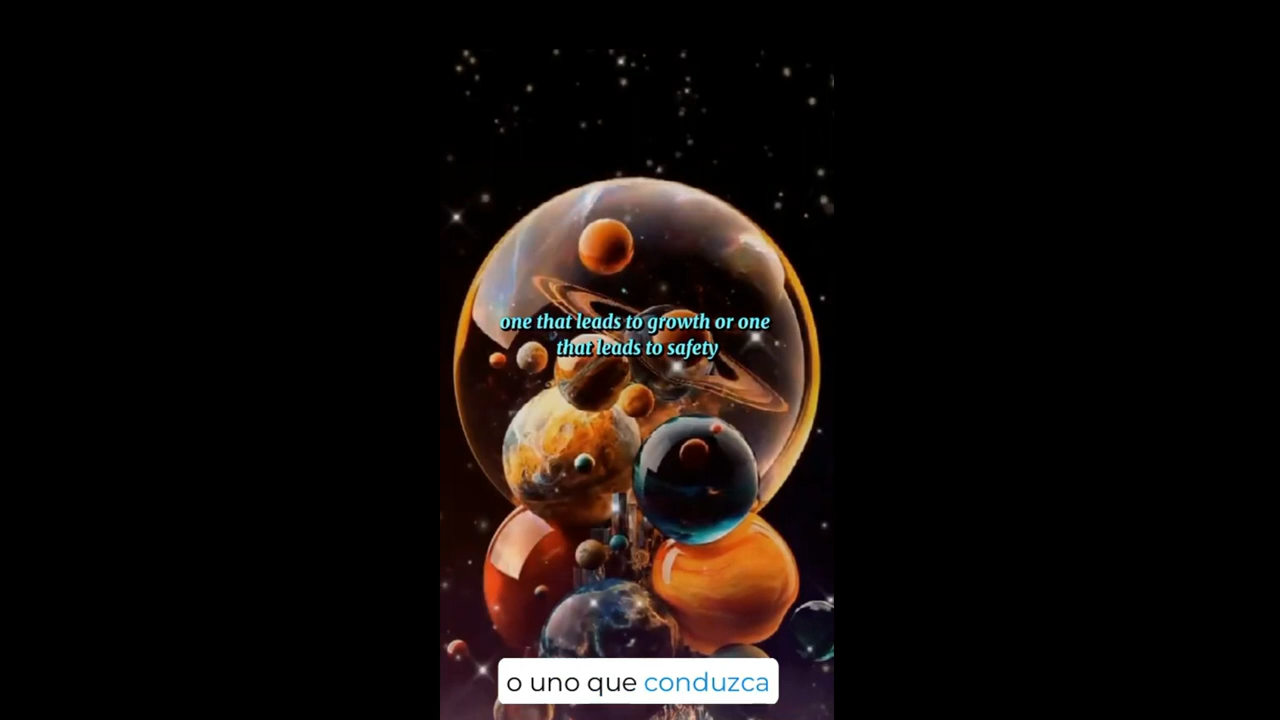 one that leads to growth or one
that leads to safety
o uno que conduzca